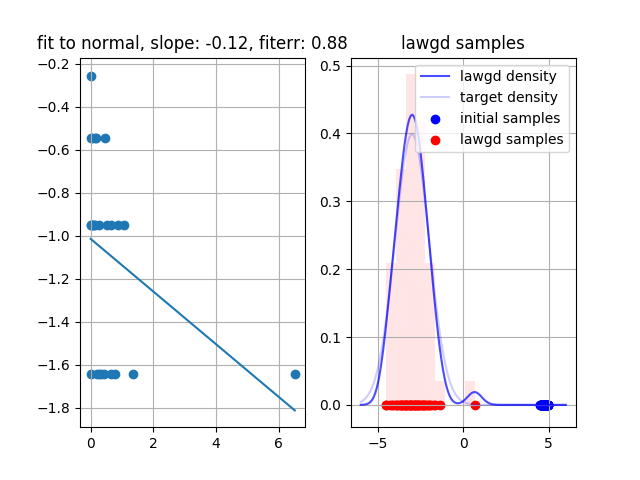 fit to normal, slope: -0.12, fiterr: 0.88
lawgd samples
−0.2
−0.4
−0.6
−0.8
−1.0
−1.2
−1.4
−1.6
−1.8
0 2 4 6
0.5
0.4
0.3
0.2
0.1
0.0
−5 0 5
lawgd density
target density
initial samples
lawgd samples